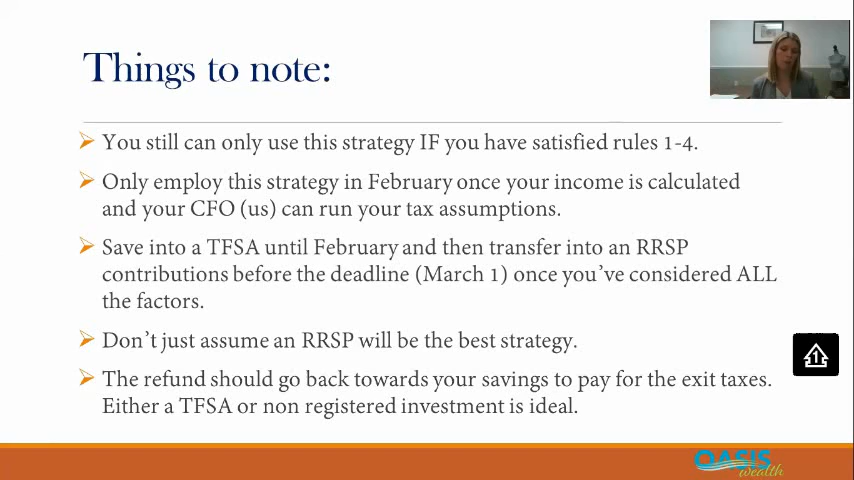 Things to note:
You still can only use this strategy IF you have satisfied rules 1-4.
Only employ this strategy in February once your income is calculated
and your CFO (us) can run your tax assumptions.
Save into a TFSA until February and then transfer into an RRSP
contributions before the deadline (March 1) once you've considered ALL
the factors.
Don't just assume an RRSP will be the best strategy.
The refund should go back towards your savings to pay for the exit taxes.
Either a TFSA or non registered investment is ideal.
1
OASIS
wealth